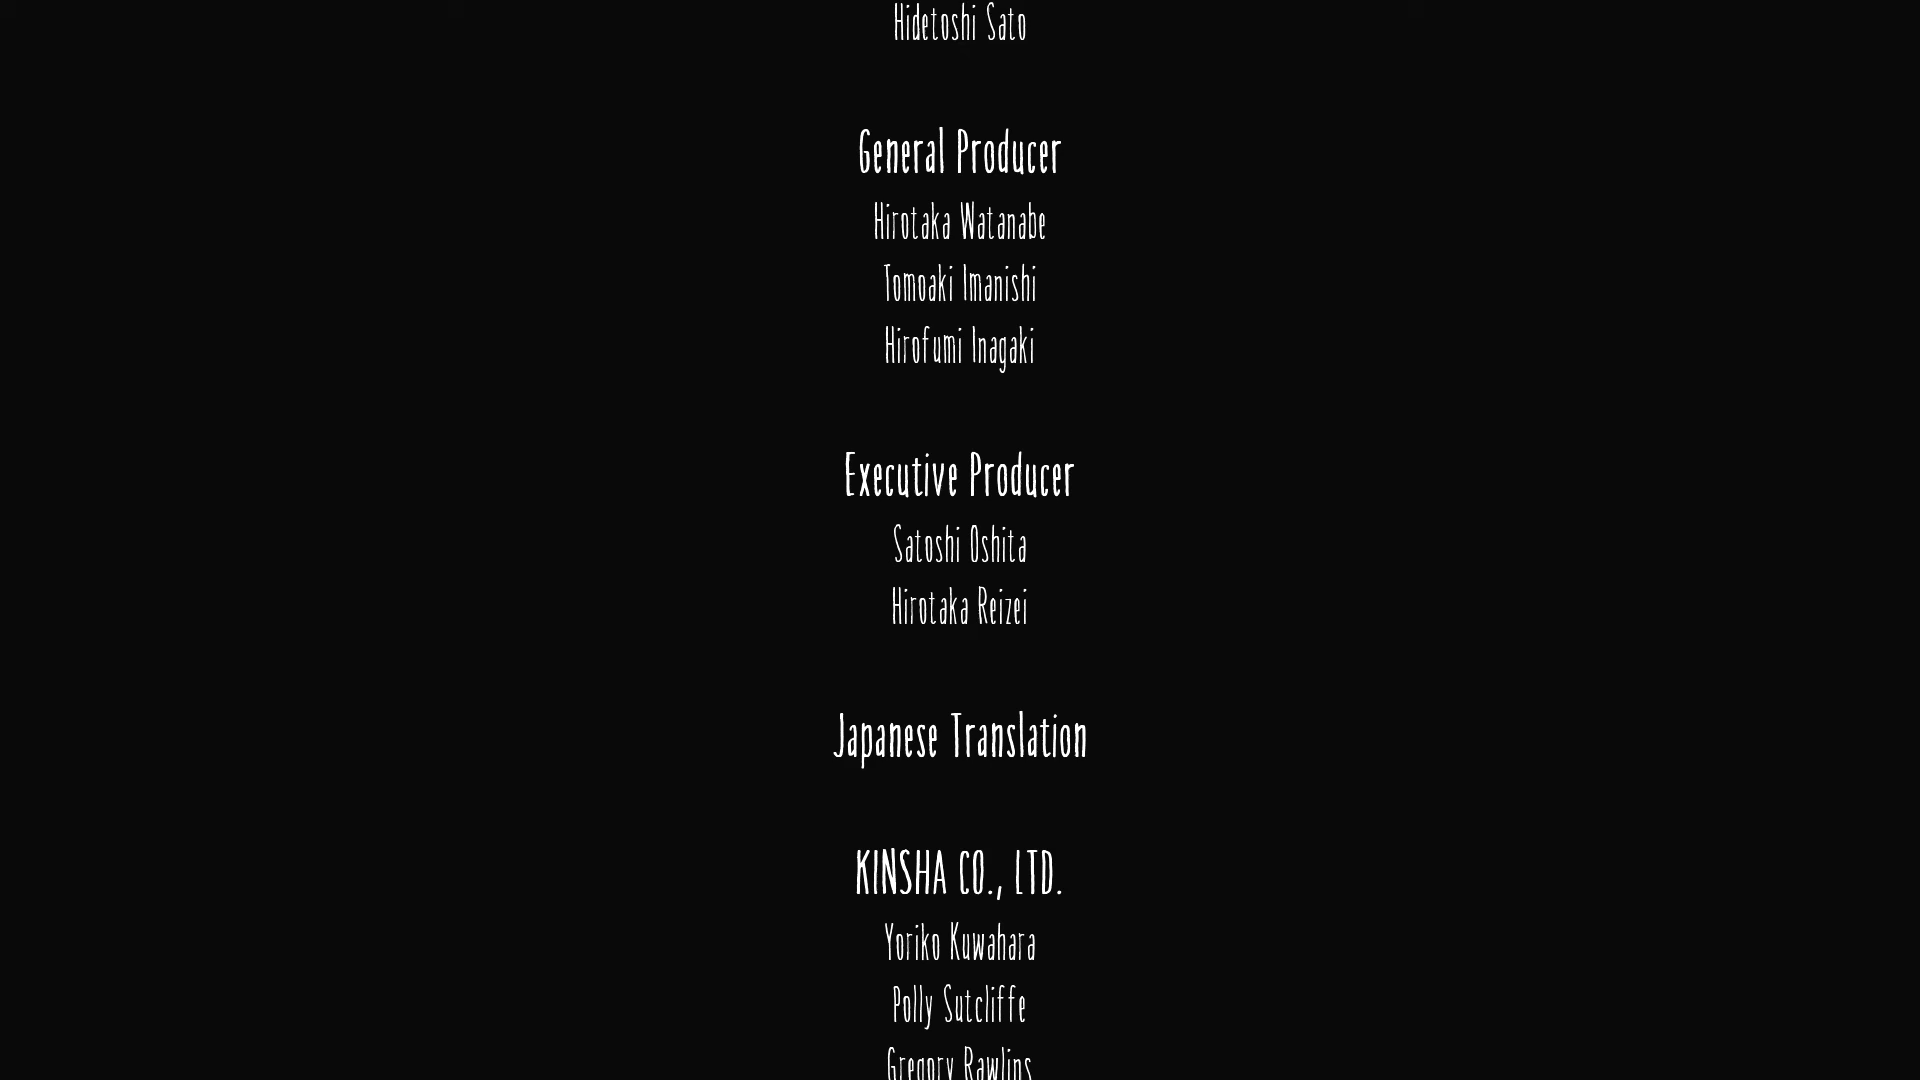 Hidetoshi Sato
General Producer
Hirotaka Watanabe
Tomoaki Imanishi
Hirofumi Inagaki
Executive Producer
Satoshi Oshita
Hirotaka Reizei
Japanese Translation
KINSHA CO., LTD.
Yoriko Kuwahara
Polly Sutcliffe
Gregory Rawlins